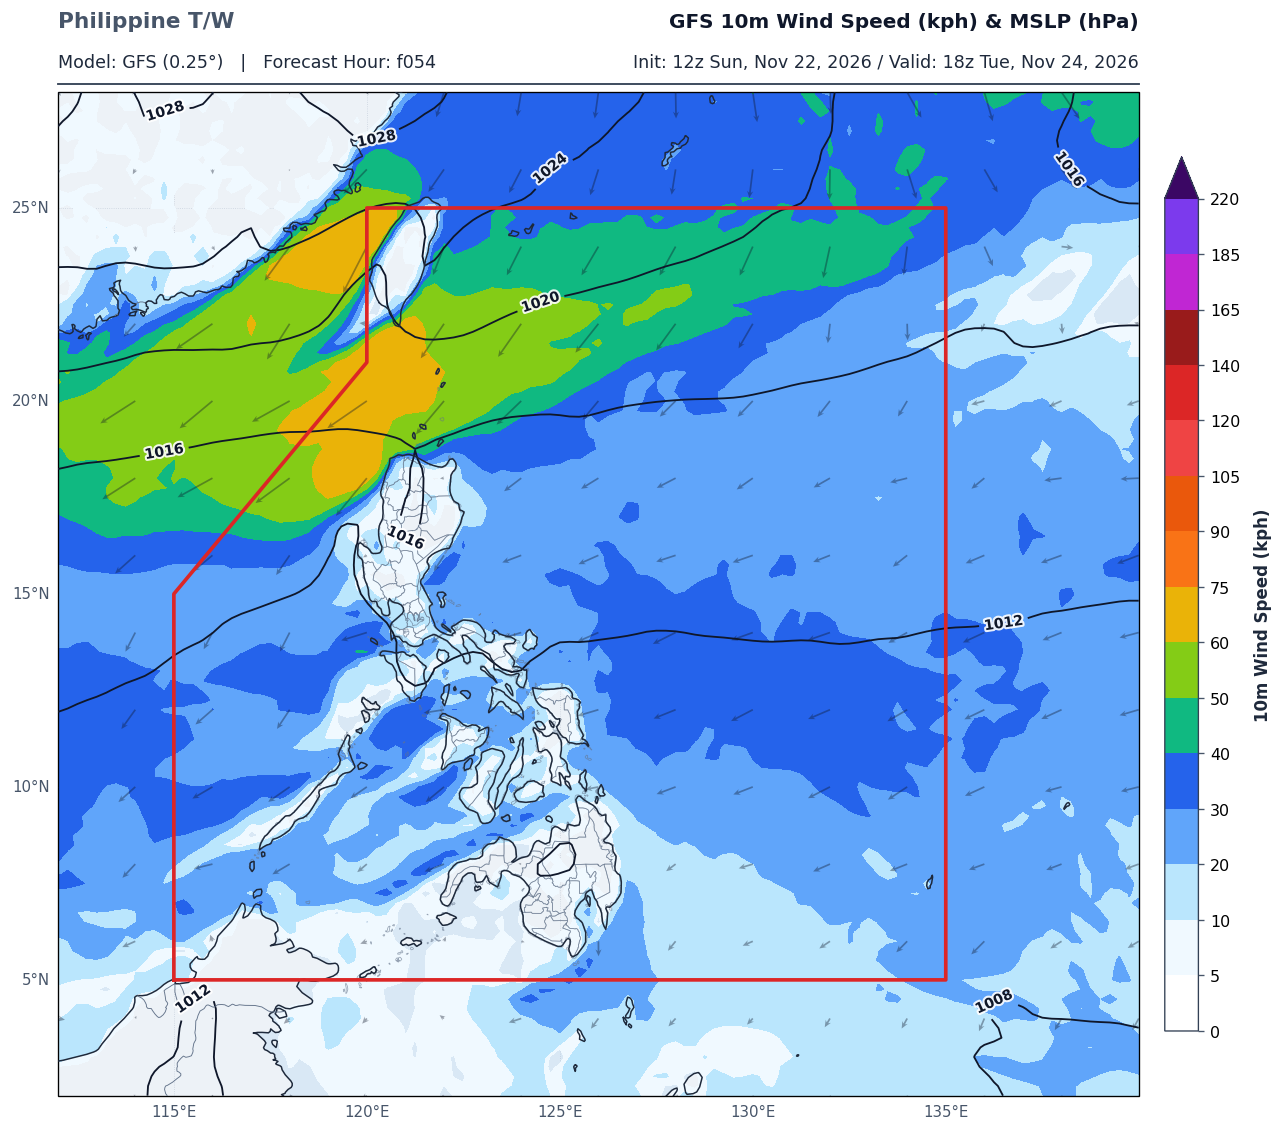 Philippine T/W
GFS 10m Wind Speed (kph) & MSLP (hPa)
Model: GFS (0.25°)   |   Forecast Hour: f054
Init: 12z Sun, Nov 22, 2026 / Valid: 18z Tue, Nov 24, 2026
1028
1028
1024
1016
1020
1016
1016
1012
1012
1008
25°N
20°N
15°N
10°N
5°N
115°E
120°E
125°E
130°E
135°E
220
185
165
140
120
105
90
75
60
50
40
30
20
10
5
0
10m Wind Speed (kph)